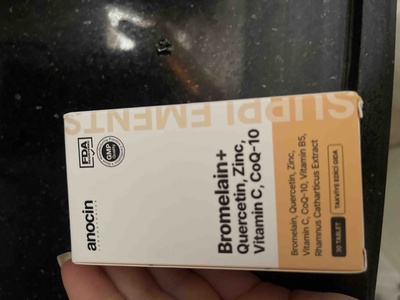 SUPPLEMENTS
FDA
GMP
anocin
Bromelain+
Quercetin, Zinc,
Vitamin C, CoQ-10
Bromelain, Quercetin, Zinc,
Vitamin C, CoQ-10, Vitamin B5,
Rhamnus Catharticus Extract
30 TABLET
TAKVİYE EDİCİ GIDA